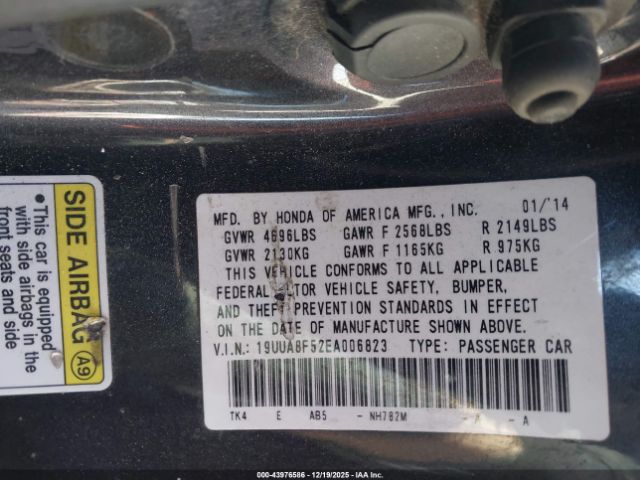 SIDE AIRBAG A9
•This car is equipped
with side airbags in the
front seats and side
MFD. BY HONDA OF AMERICA MFG., INC. 01/'14
GVWR 4696LBS GAWR F 2568LBS R 2149LBS
GVWR 2130KG GAWR F 1165KG R 975KG
THIS VEHICLE CONFORMS TO ALL APPLICABLE
FEDERAL MOTOR VEHICLE SAFETY, BUMPER,
AND THEFT PREVENTION STANDARDS IN EFFECT
ON THE DATE OF MANUFACTURE SHOWN ABOVE.
V.I.N.: 19UUA8F52EA006823 TYPE: PASSENGER CAR
TK4 E AB5 - NH782M - A - A
00-43976586 - 12/19/2025 - IAA Inc.